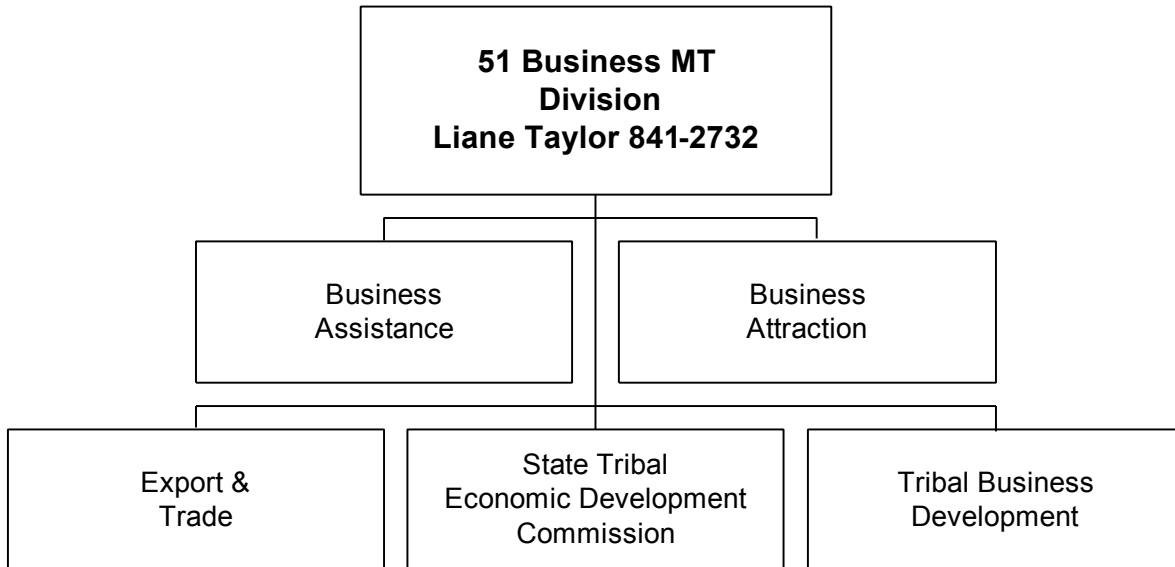 51 Business MT
Division
Liane Taylor 841-2732
Business
Assistance
Business
Attraction
Export &
Trade
State Tribal
Economic Development
Commission
Tribal Business
Development